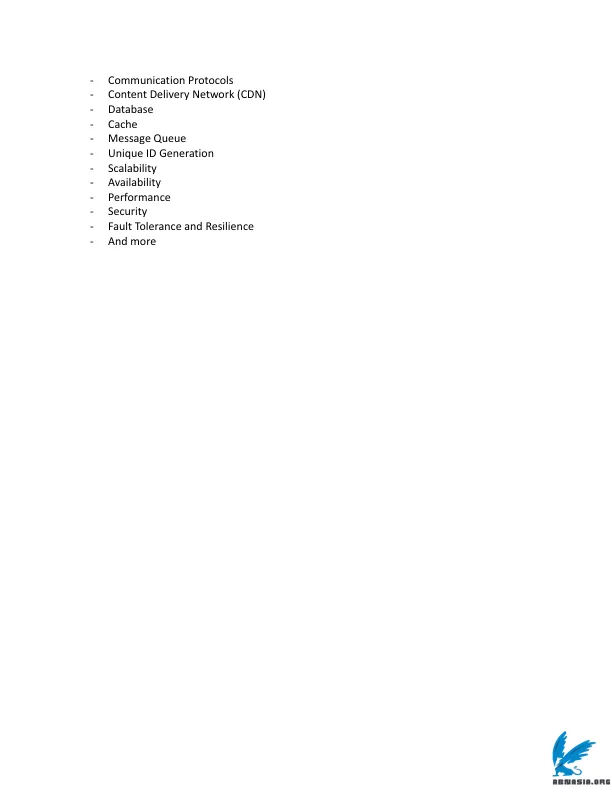 - Communication Protocols
- Content Delivery Network (CDN)
- Database
- Cache
- Message Queue
- Unique ID Generation
- Scalability
- Availability
- Performance
- Security
- Fault Tolerance and Resilience
- And more
ABNASIA.ORG